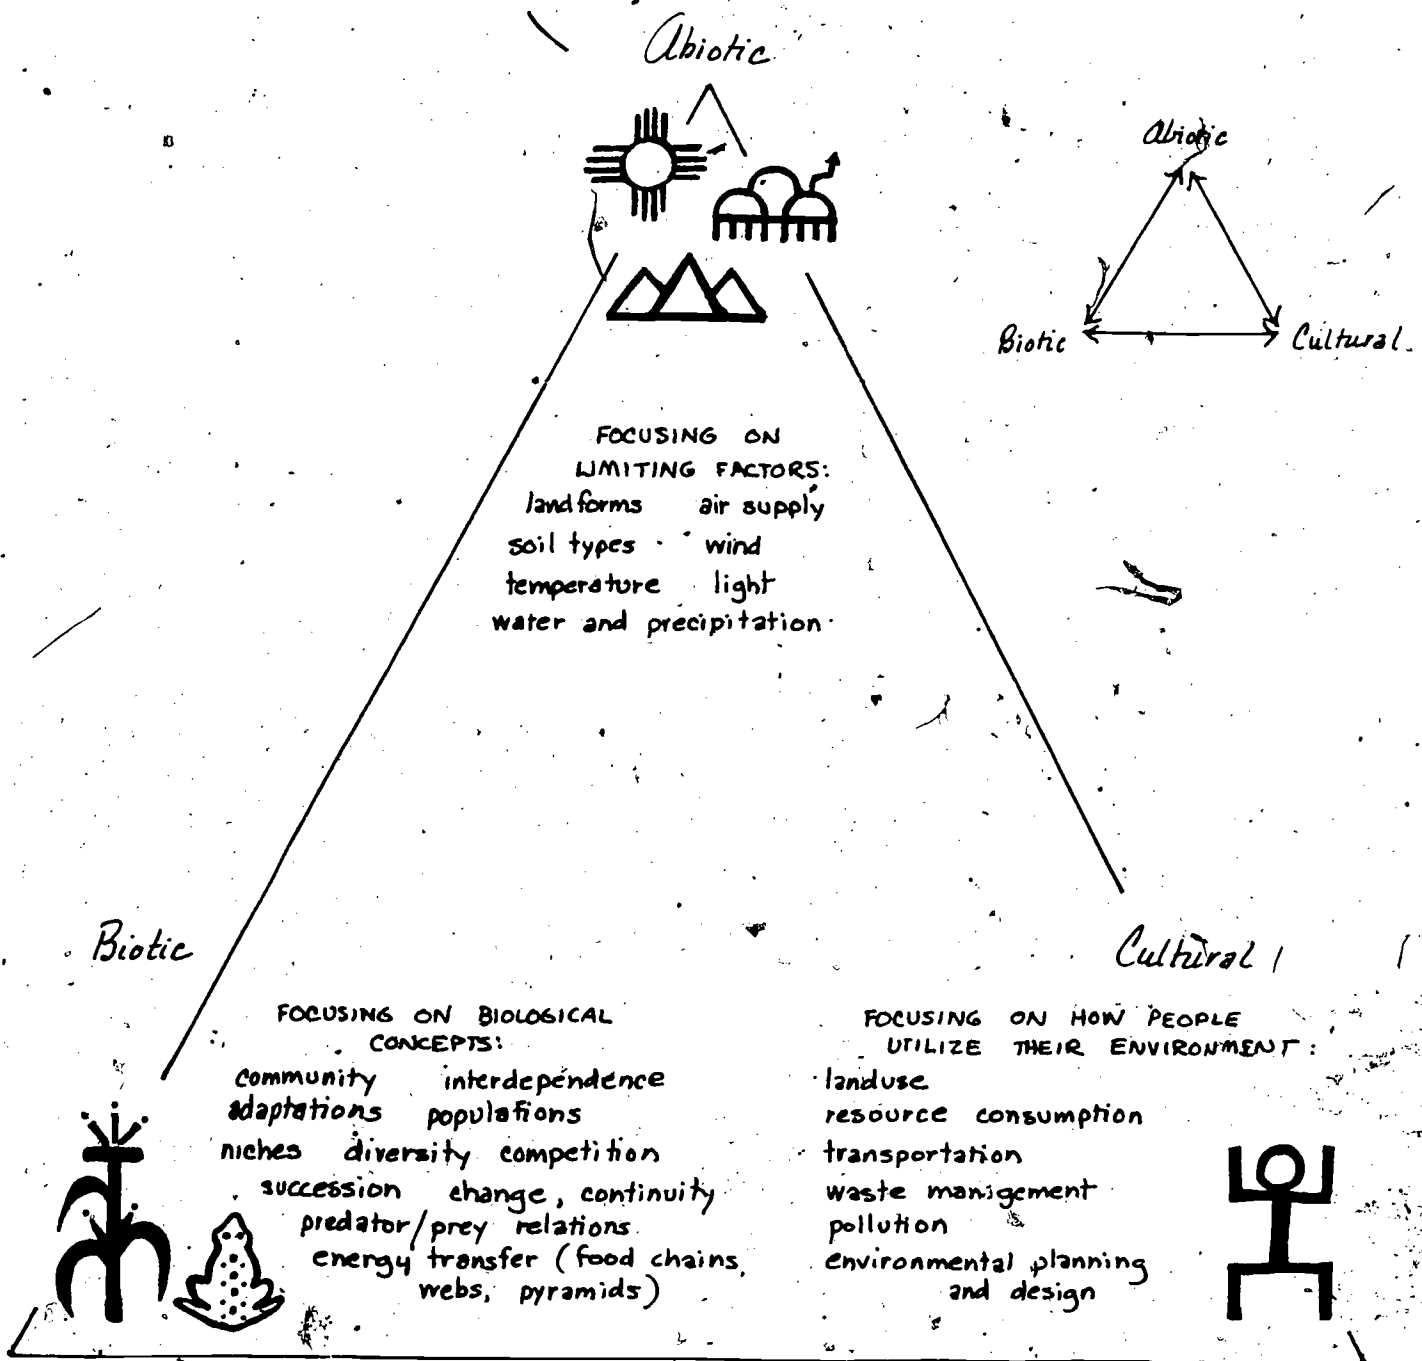 Abiotic
Abiotic
Biotic
Cultural
FOCUSING ON
LIMITING FACTORS:
landforms air supply
soil types wind
temperature light
water and precipitation
Biotic
Cultural
FOCUSING ON BIOLOGICAL
CONCEPTS:
community interdependence
adaptations populations
niches diversity competition
succession change, continuity
predator/prey relations
energy transfer (food chains,
webs, pyramids)
FOCUSING ON HOW PEOPLE
UTILIZE THEIR ENVIRONMENT:
landuse
resource consumption
transportation
waste manigement
pollution
environmental planning
and design